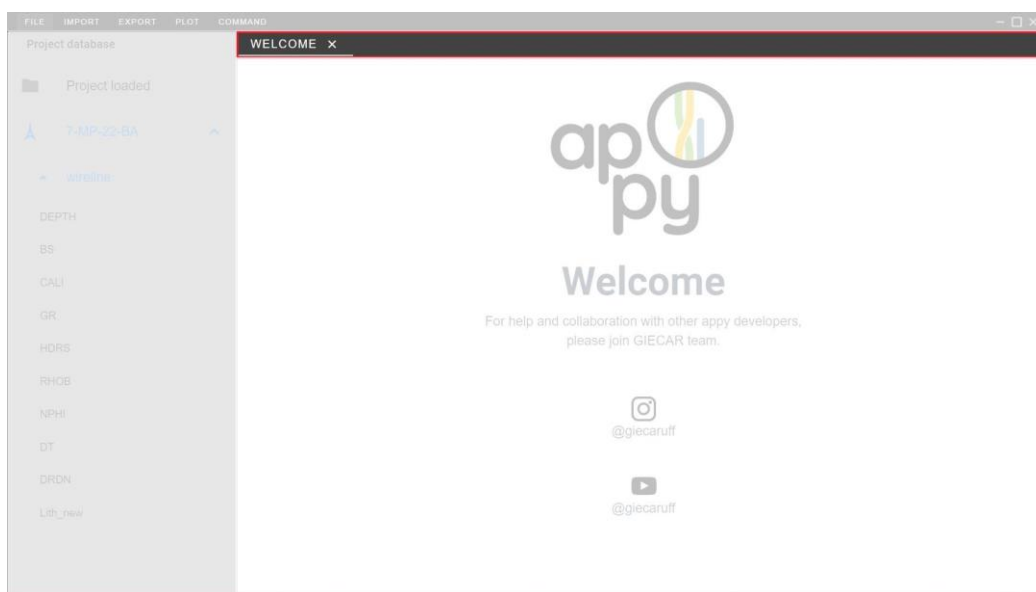 FILE IMPORT EXPORT PLOT COMMAND
Project database
WELCOME ×
Project loaded
7-MP-22-BA
wireline
DEPTH
BS
CALI
GR
HDRS
RHOB
NPHI
DT
DRDN
Lith_new
appy
Welcome
For help and collaboration with other appy developers,
please join GIECAR team.
@giecaruff
@giecaruff